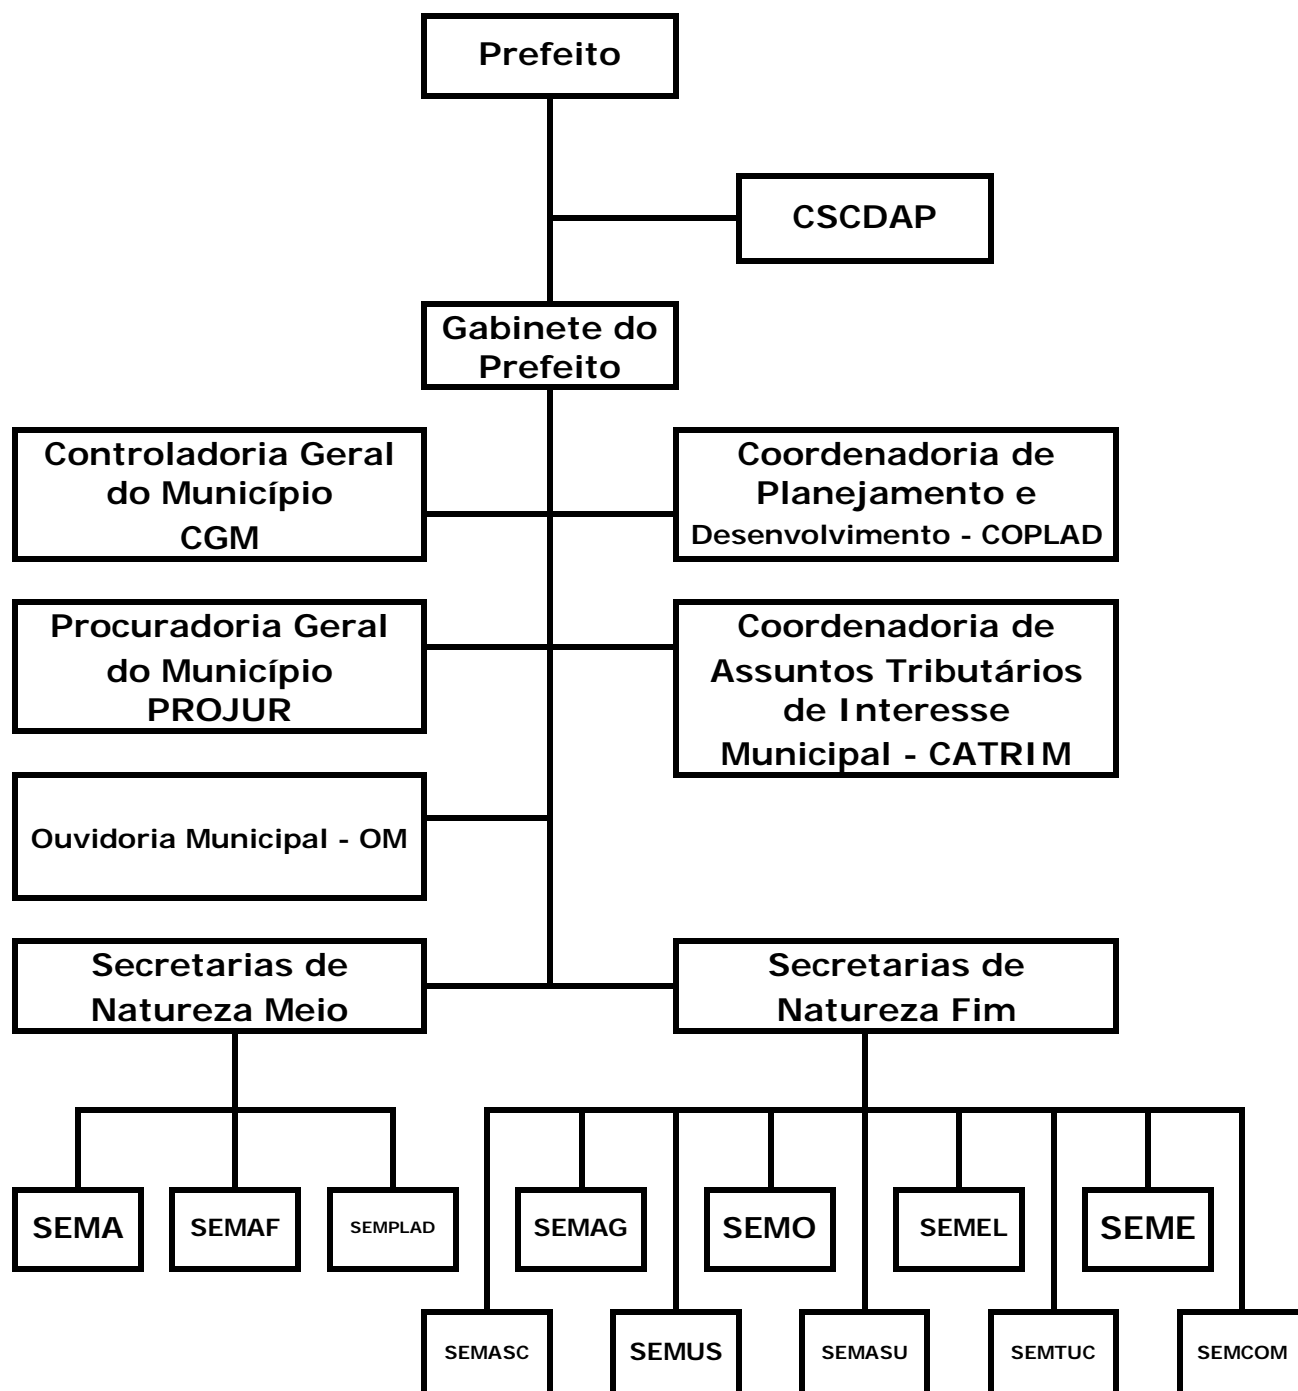 Prefeito
CSCDAP
Gabinete do
Prefeito
Controladoria Geral
do Município
CGM
Coordenadoria de
Planejamento e
Desenvolvimento - COPLAD
Procuradoria Geral
do Município
PROJUR
Coordenadoria de
Assuntos Tributários
de Interesse
Municipal - CATRIM
Ouvidoria Municipal - OM
Secretarias de
Natureza Meio
Secretarias de
Natureza Fim
SEMA
SEMAF
SEMPLAD
SEMAG
SEMO
SEMEL
SEME
SEMASC
SEMUS
SEMASU
SEMTUC
SEMCOM